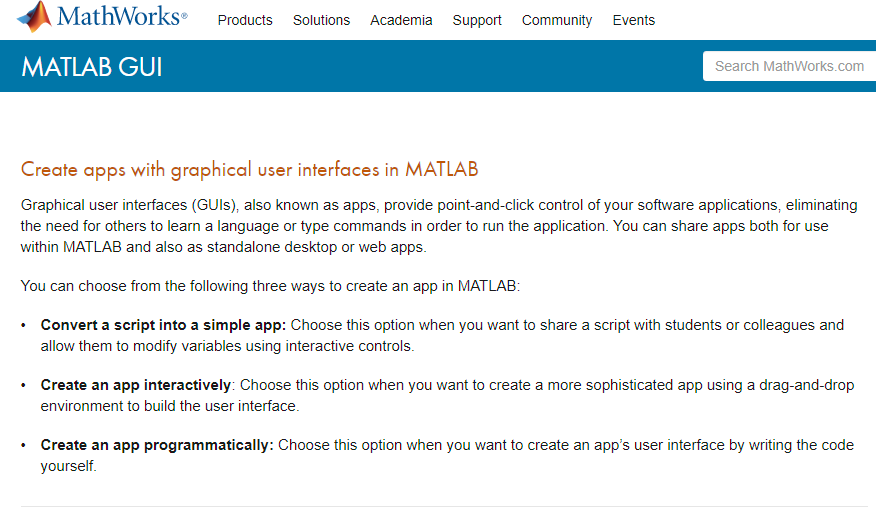 MathWorks®
Products Solutions Academia Support Community Events
MATLAB GUI
Search MathWorks.com
Create apps with graphical user interfaces in MATLAB
Graphical user interfaces (GUIs), also known as apps, provide point-and-click control of your software applications, eliminating
the need for others to learn a language or type commands in order to run the application. You can share apps both for use
within MATLAB and also as standalone desktop or web apps.
You can choose from the following three ways to create an app in MATLAB:
• Convert a script into a simple app: Choose this option when you want to share a script with students or colleagues and
allow them to modify variables using interactive controls.
• Create an app interactively: Choose this option when you want to create a more sophisticated app using a drag-and-drop
environment to build the user interface.
• Create an app programmatically: Choose this option when you want to create an app’s user interface by writing the code
yourself.